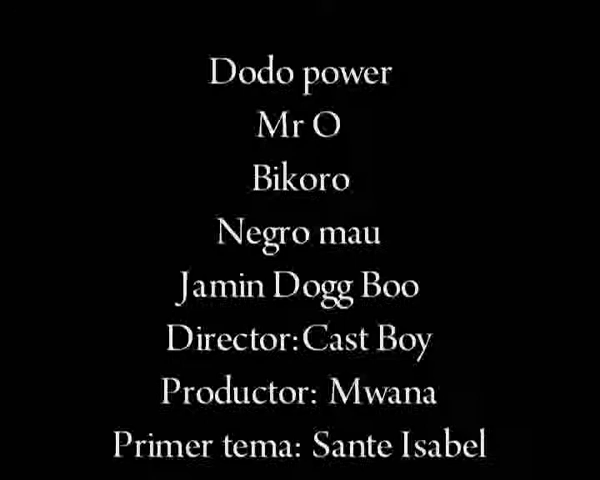 Dodo power
Mr O
Bikoro
Negro mau
Jamin Dogg Boo
Director:Cast Boy
Productor: Mwana
Primer tema: Sante Isabel